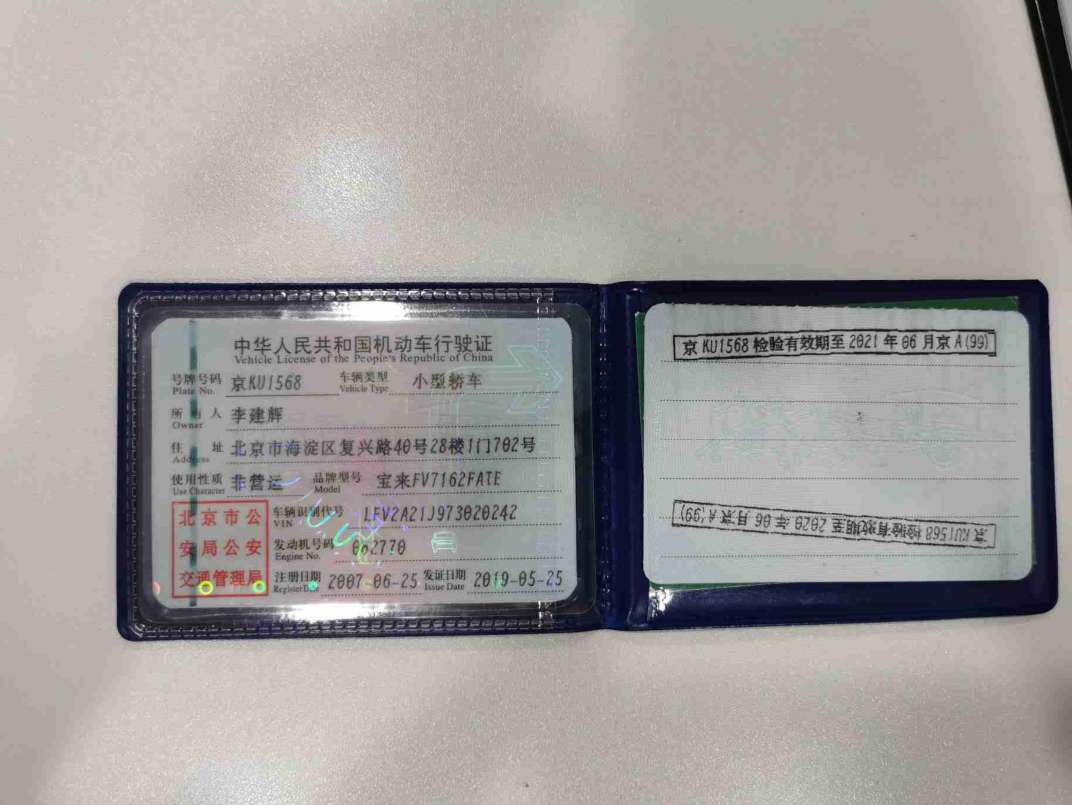 中华人民共和国机动车行驶证
Vehicle License of the People's Republic of China
号牌号码 京KU1568 车辆类型 小型轿车
Plate No. Vehicle Type
所有人 李建辉
Owner
住址 北京市海淀区复兴路40号28楼1门702号
Address
使用性质 非营运 品牌型号 宝来FV7162FATE
Use Character Model
北京市公安局公安交通管理局
车辆识别代号 LFV2A21J973020242
VIN
发动机号码 062770
Engine No.
注册日期 2007-06-25 发证日期 2019-05-25
Register Date Issue Date
京KU1568检验有效期至2021年06月京A(99)
京KU1568检验有效期至2020年06月京A(99)